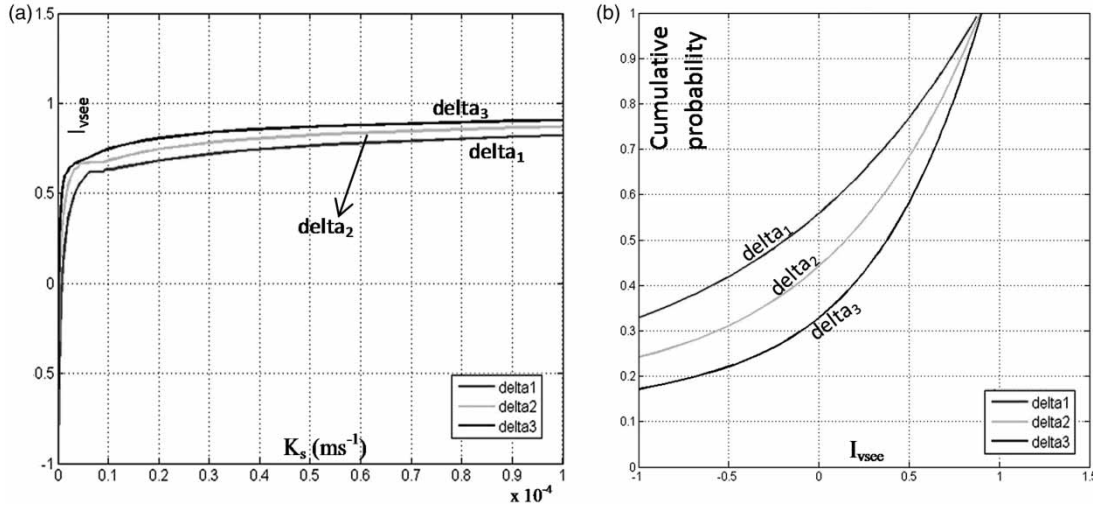 (a)
1.5
1
0.5
0
0.5
-1
I_vsee
delta₃
delta₁
delta₂
delta1
delta2
delta3
K_s (ms⁻¹)
0 0.1 0.2 0.3 0.4 0.5 0.6 0.7 0.8 0.9 1
x 10⁻⁴
(b)
1
0.9
0.8
0.7
0.6
0.5
0.4
0.3
0.2
0.1
0
Cumulative
probability
delta₁
delta₂
delta₃
delta1
delta2
delta3
-1 -0.5 0 0.5 1 1.5
I_vsee